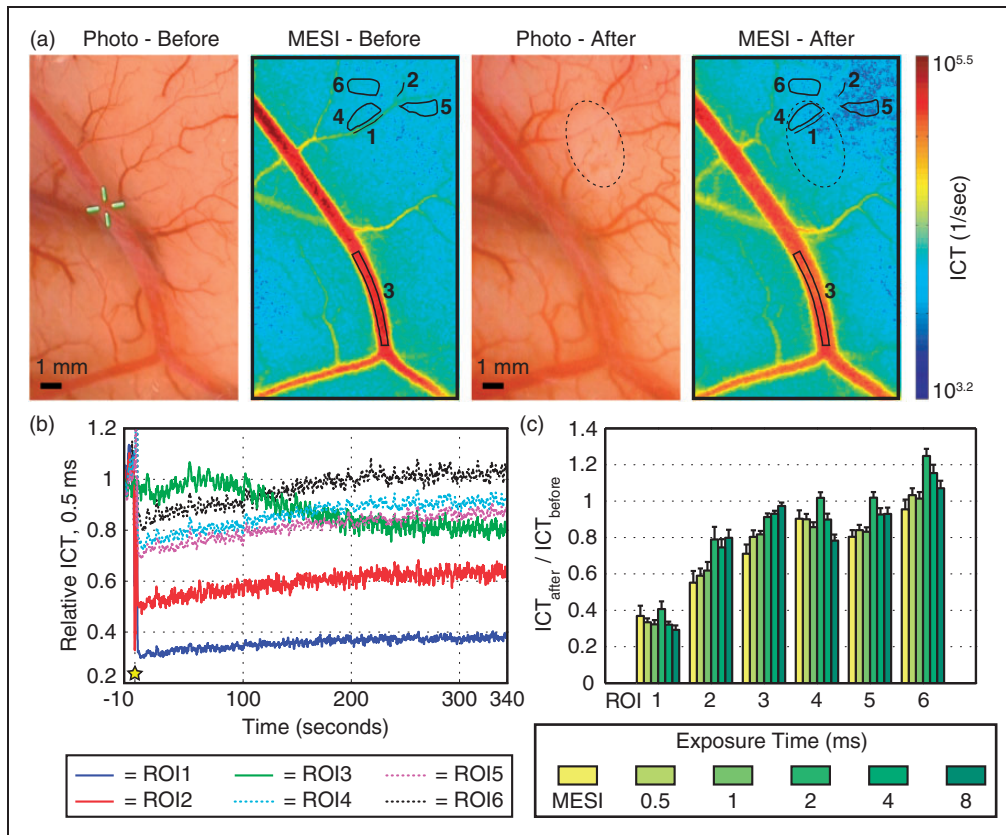 (a) Photo - Before MESI - Before Photo - After MESI - After
10^5.5
6 2 6 2
4 5 4 5
1 1
ICT (1/sec)
3 3
1 mm 1 mm
10^3.2
(b) (c)
Relative ICT, 0.5 ms
1.2
1
0.8
0.6
0.4
0.2
-10 100 200 300 340
Time (seconds)
ICT_after / ICT_before
1.4
1.2
1
0.8
0.6
0.4
0.2
0
ROI 1 2 3 4 5 6
= ROI1 = ROI3 = ROI5
= ROI2 = ROI4 = ROI6
Exposure Time (ms)
MESI 0.5 1 2 4 8